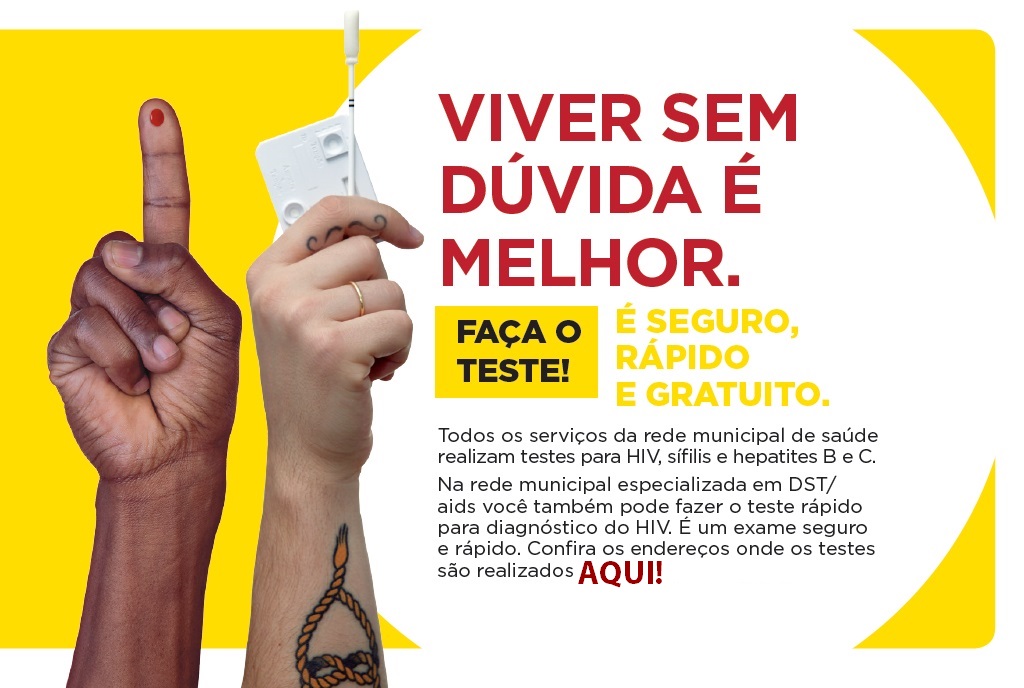 VIVER SEM
DÚVIDA É
MELHOR.
FAÇA O
TESTE!
É SEGURO,
RÁPIDO
E GRATUITO.
Todos os serviços da rede municipal de saúde
realizam testes para HIV, sífilis e hepatites B e C.
Na rede municipal especializada em DST/
aids você também pode fazer o teste rápido
para diagnóstico do HIV. É um exame seguro
e rápido. Confira os endereços onde os testes
são realizados AQUI!